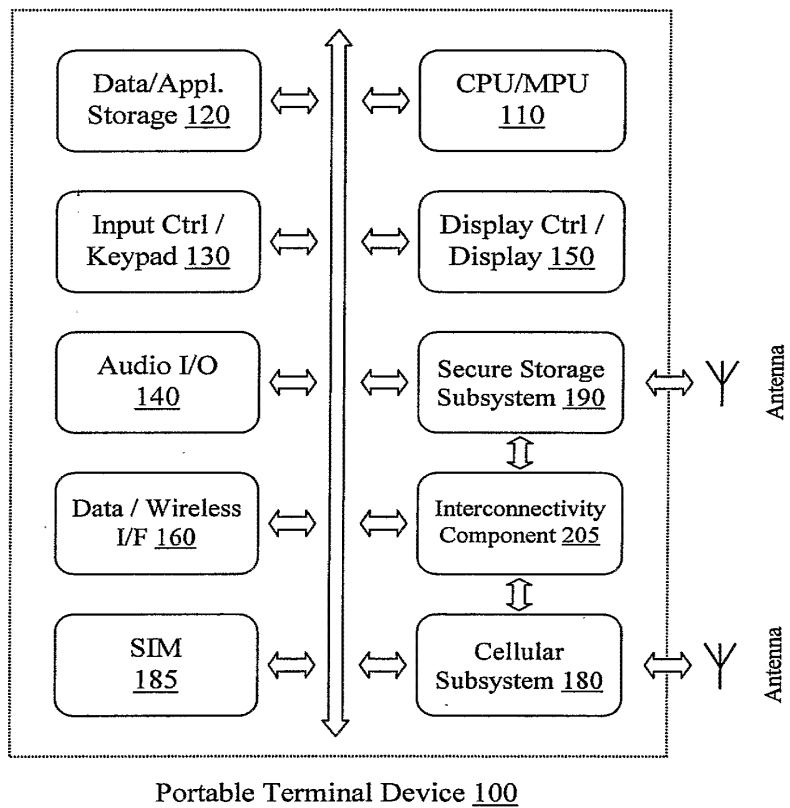 Data/Appl.
Storage 120
CPU/MPU
110
Input Ctrl /
Keypad 130
Display Ctrl /
Display 150
Audio I/O
140
Secure Storage
Subsystem 190
Antenna
Data / Wireless
I/F 160
Interconnectivity
Component 205
SIM
185
Cellular
Subsystem 180
Antenna
Portable Terminal Device 100